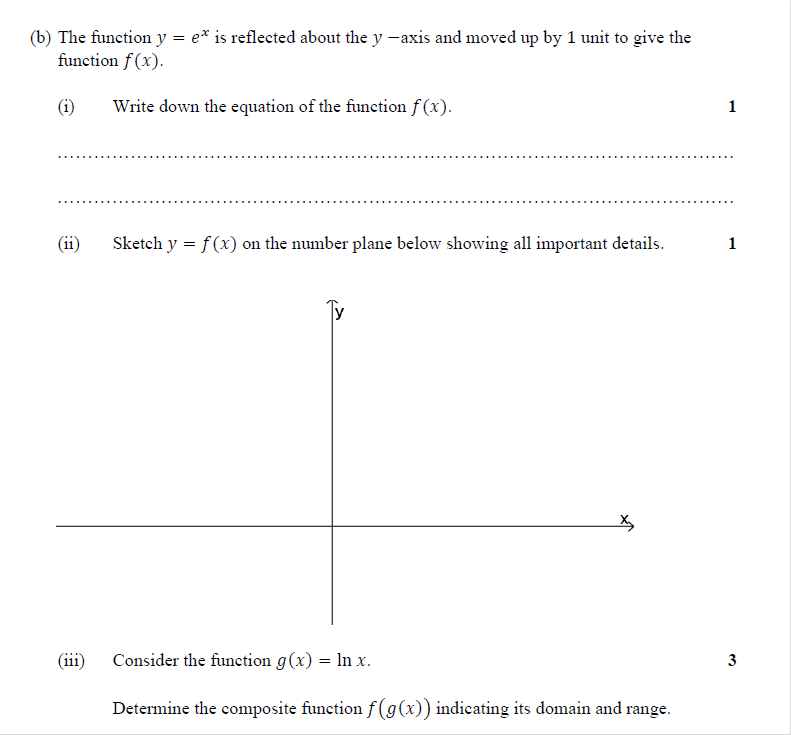 (b) The function y = eˣ is reflected about the y −axis and moved up by 1 unit to give the
function f(x).
(i) Write down the equation of the function f(x). 1
(ii) Sketch y = f(x) on the number plane below showing all important details. 1
y
x
(iii) Consider the function g(x) = ln x. 3
Determine the composite function f(g(x)) indicating its domain and range.